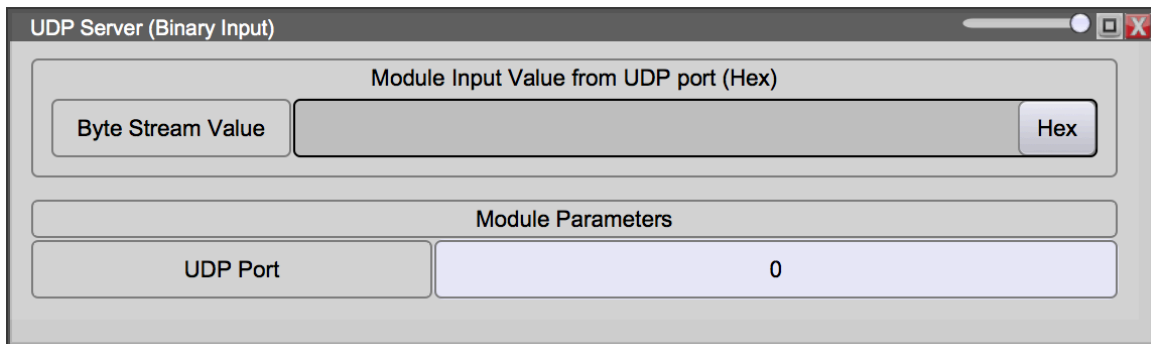 UDP Server (Binary Input)
X
Module Input Value from UDP port (Hex)
Byte Stream Value
Hex
Module Parameters
UDP Port
0